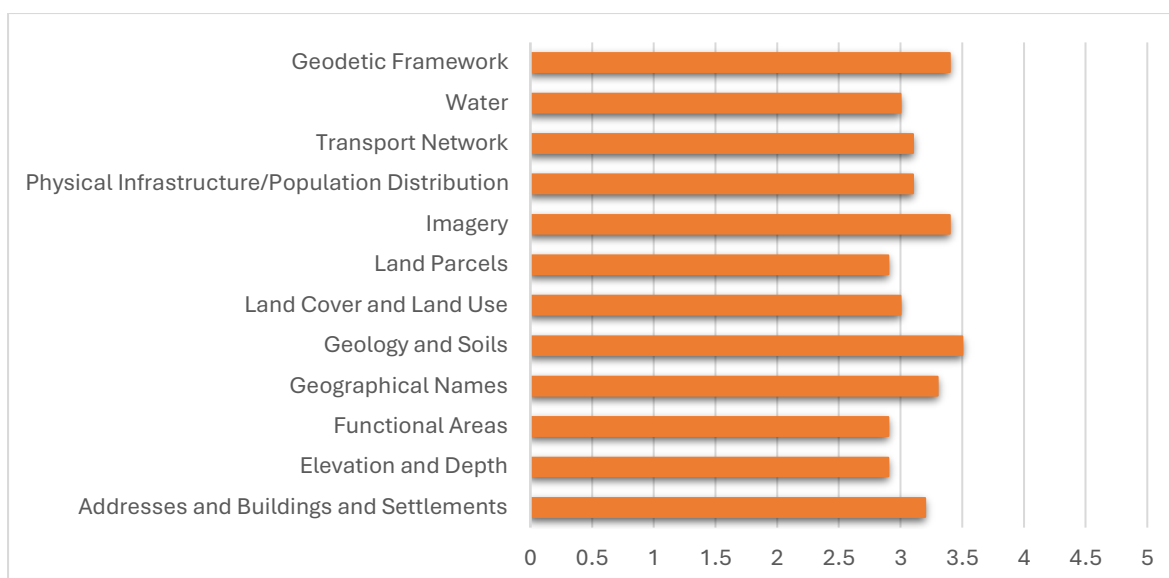 Geodetic Framework
Water
Transport Network
Physical Infrastructure/Population Distribution
Imagery
Land Parcels
Land Cover and Land Use
Geology and Soils
Geographical Names
Functional Areas
Elevation and Depth
Addresses and Buildings and Settlements
0 0.5 1 1.5 2 2.5 3 3.5 4 4.5 5